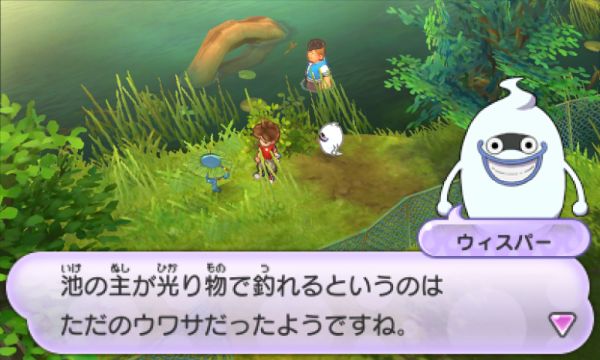 ウィスパー
池の主が光り物で釣れるというのは
ただのウワサだったようですね。